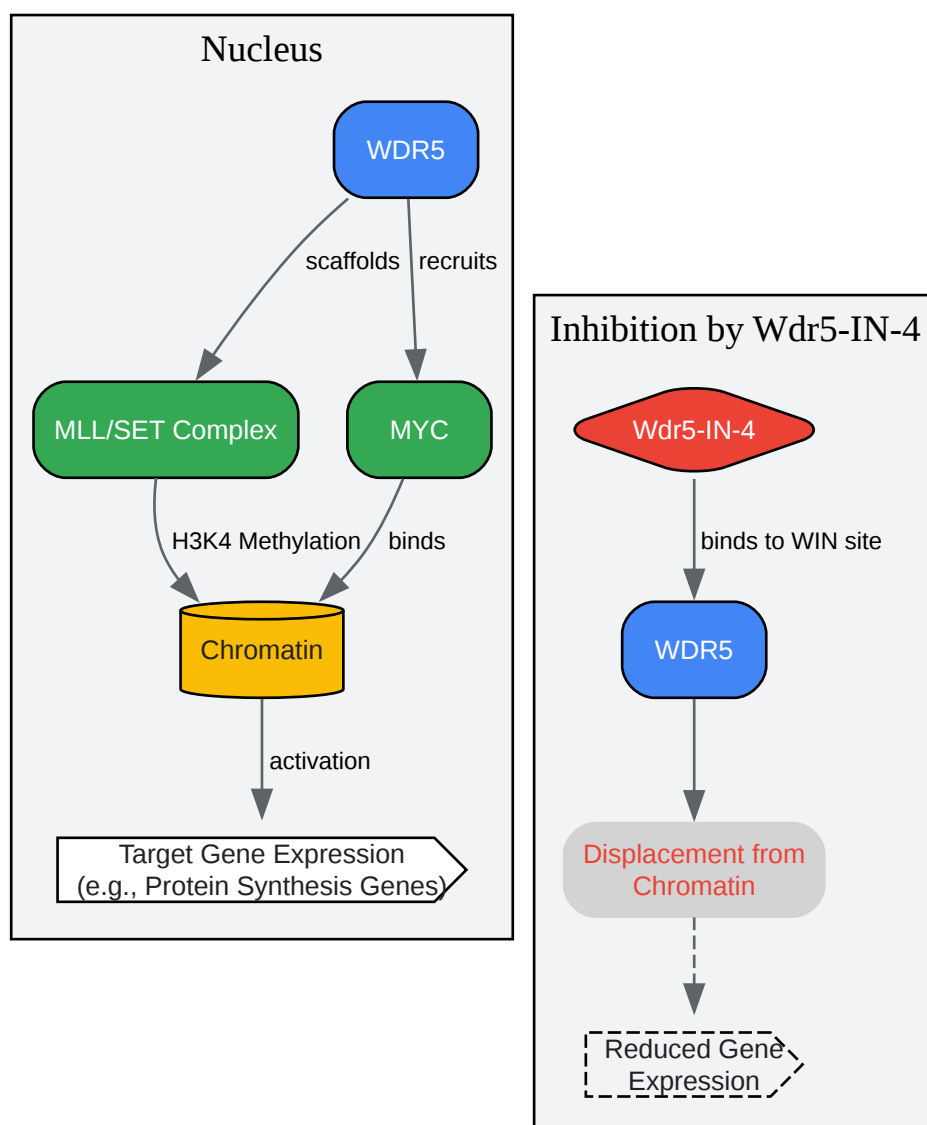 Nucleus
WDR5
scaffolds
recruits
MLL/SET Complex
MYC
H3K4 Methylation
binds
Chromatin
activation
Target Gene Expression
(e.g., Protein Synthesis Genes)
Inhibition by Wdr5-IN-4
Wdr5-IN-4
binds to WIN site
WDR5
Displacement from
Chromatin
Reduced Gene
Expression